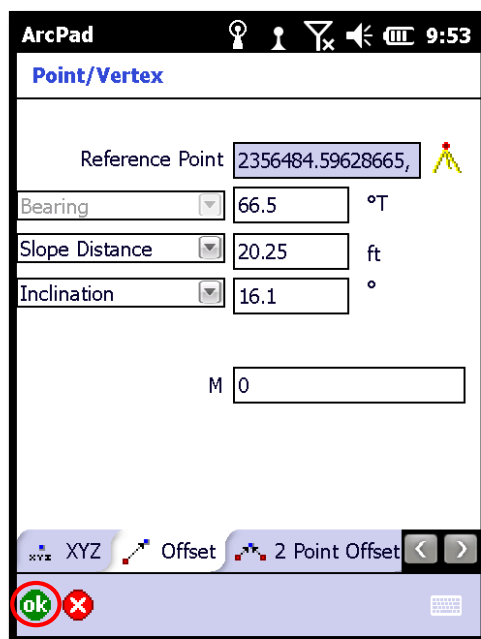 ArcPad 9:53
Point/Vertex
Reference Point 2356484.59628665,
Bearing 66.5 °T
Slope Distance 20.25 ft
Inclination 16.1 °
M 0
XYZ XYZ Offset 2 Point Offset
ok